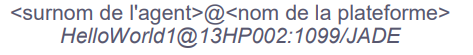 <surnom de l'agent>@<nom de la plateforme>
HelloWorld1@13HP002:1099/JADE